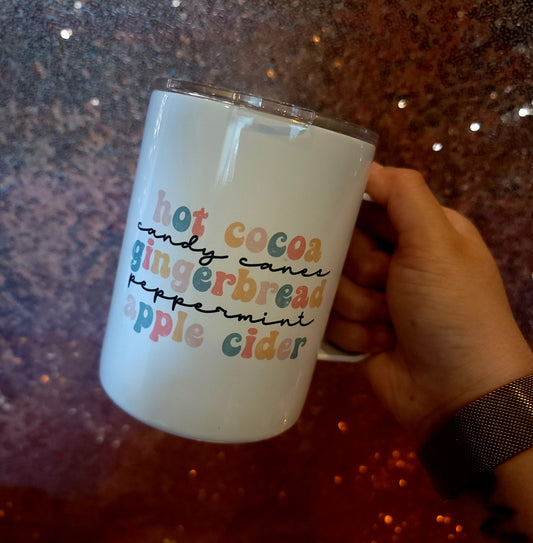 hot cocoa
candy canes
gingerbread
peppermint
apple cider